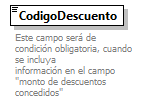 CodigoDescuento
Este campo será de
condición obligatoria, cuando
se incluya
información en el campo
"monto de descuentos
concedidos"